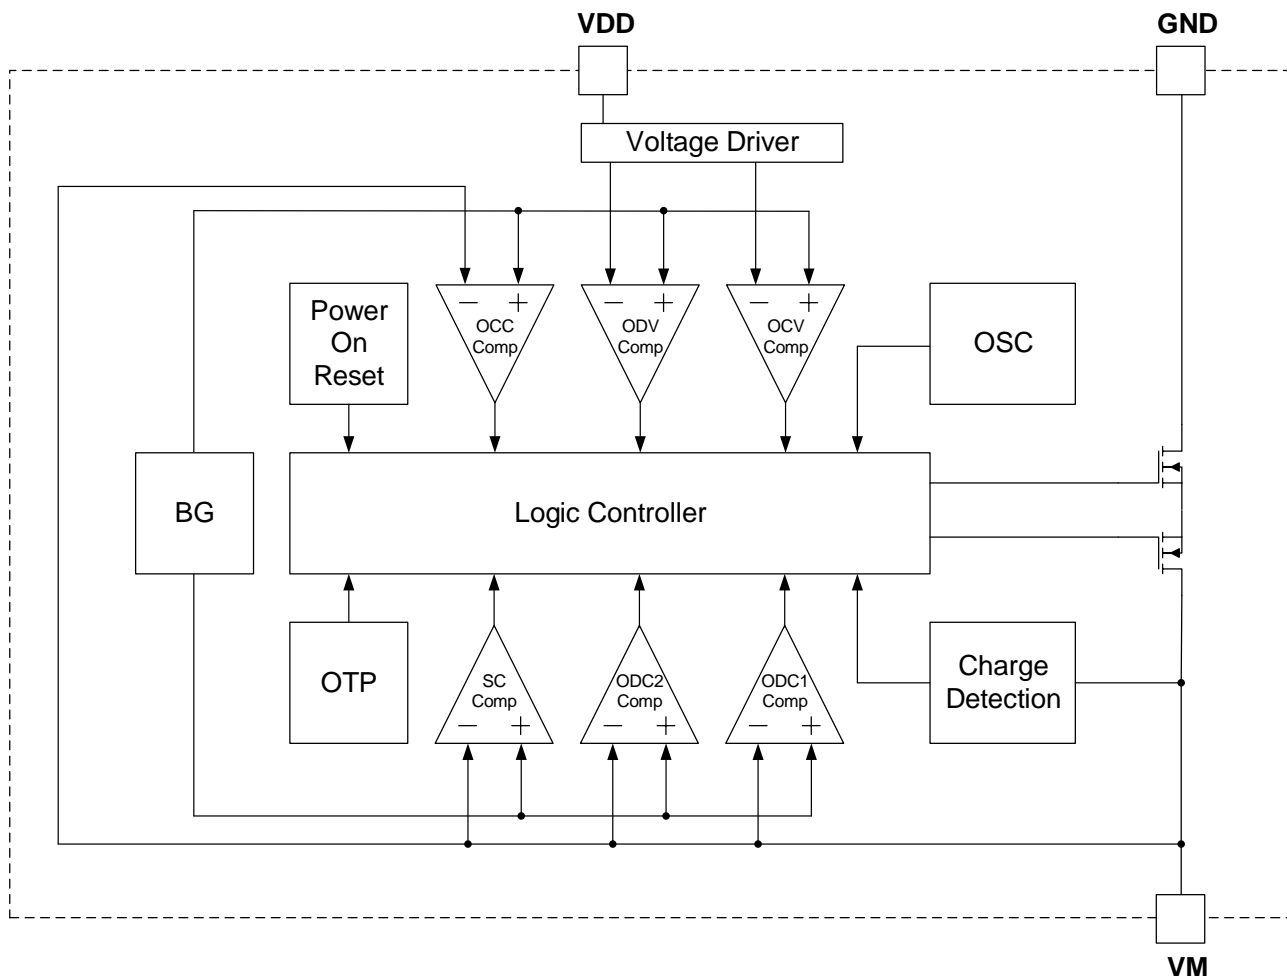 VDD
GND
Voltage Driver
Power
On
Reset
− +
OCC
Comp
− +
ODV
Comp
− +
OCV
Comp
OSC
BG
Logic Controller
OTP
SC
Comp
− +
ODC2
Comp
− +
ODC1
Comp
− +
Charge
Detection
VM